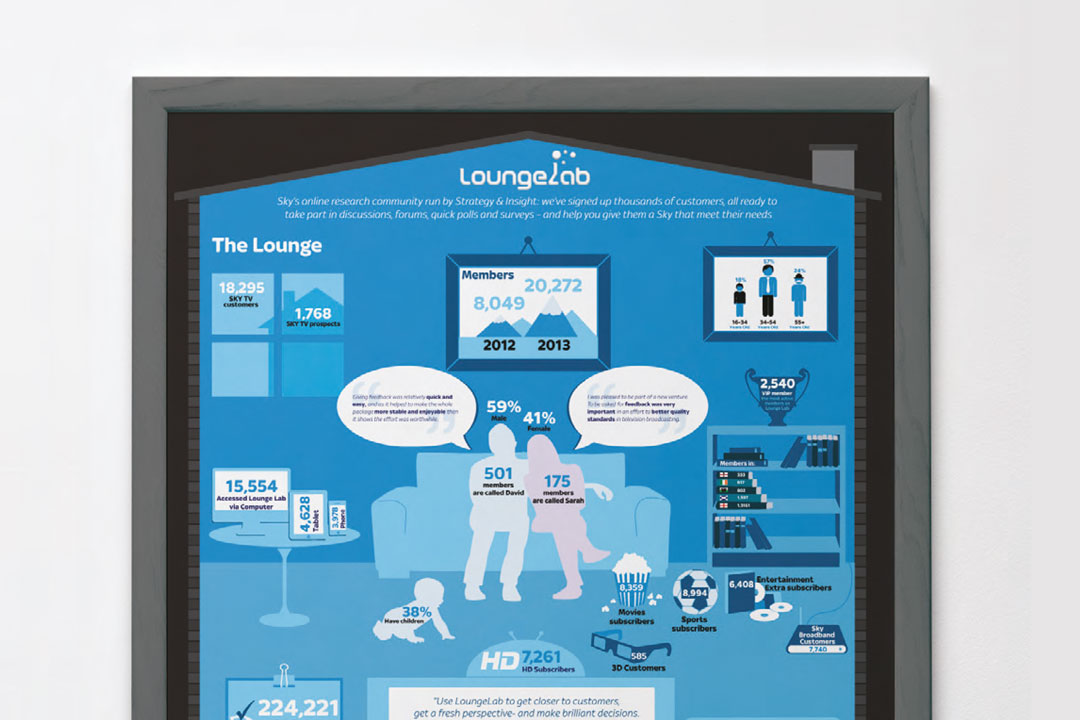 LoungeLab
Sky's online research community run by Strategy & Insight: we've signed up thousands of customers, all ready to
take part in discussions, forums, quick polls and surveys - and help you give them a Sky that meet their needs
The Lounge
18,295
SKY TV
customers
1,768
SKY TV prospects
Members
20,272
8,049
2012 2013
18%
57%
24%
16-34
34-54
55+
2,540
VIP member
Giving feedback was relatively quick and
easy, and as it helped to make the whole
package more stable and enjoyable then
it shows the effort was worthwhile.
59%
Male
41%
Female
I was pleased to be part of a new venture.
To be asked for feedback was very
important in an effort to better quality
standards in television broadcasting.
501
members
are called David
175
members
are called Sarah
Members in:
15,554
Accessed Lounge Lab
via Computer
4,628
Tablet
3,978
Phone
38%
Have children
8,359
Movies
subscribers
8,994
Sports
subscribers
6,408
Entertainment
Extra subscribers
Sky
Broadband
Customers
7,740
585
3D Customers
HD 7,261
HD Subscribers
224,221
"Use LoungeLab to get closer to customers,
get a fresh perspective- and make brilliant decisions.